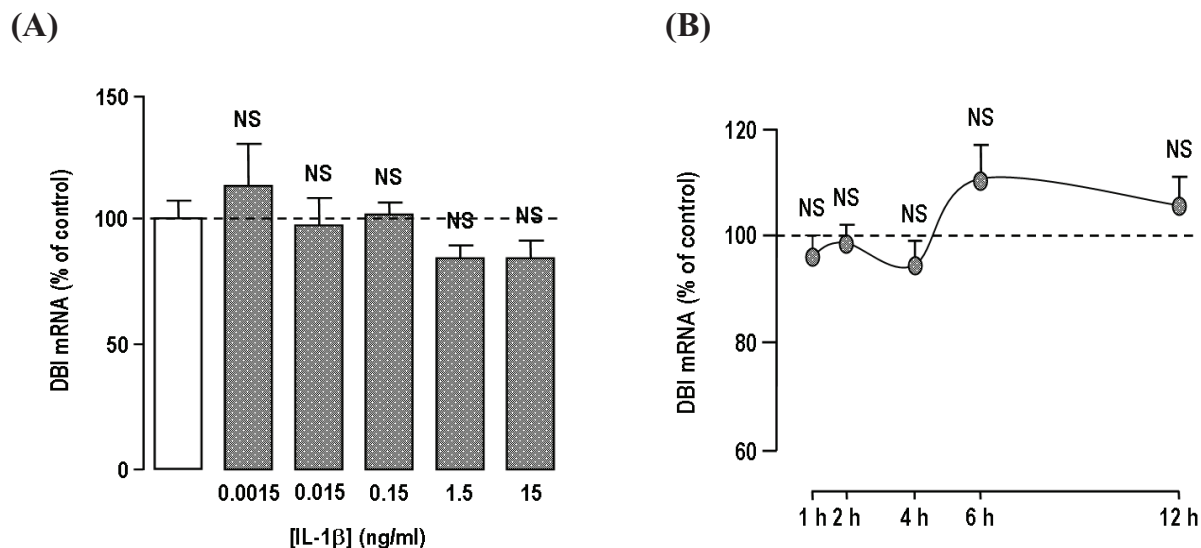 (A)
150
100
50
0
DBI mRNA (% of control)
NS
NS
NS
NS
NS
0.0015 0.015 0.15 1.5 15
[IL-1β] (ng/ml)
(B)
120
100
80
60
DBI mRNA (% of control)
NS
NS
NS
NS
NS
1 h 2 h 4 h 6 h 12 h